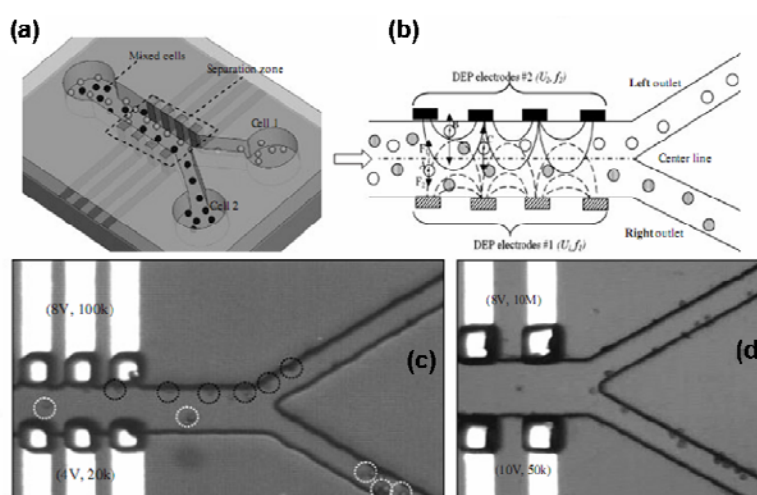 (a)
Mixed cells
Separation zone
Cell 1
Cell 2
(b)
DEP electrodes #2 (U2, f2)
Left outlet
Center line
DEP electrodes #1 (U1, f1)
Right outlet
(8V, 100k)
(4V, 20k)
(c)
(8V, 10M)
(10V, 50k)
(d